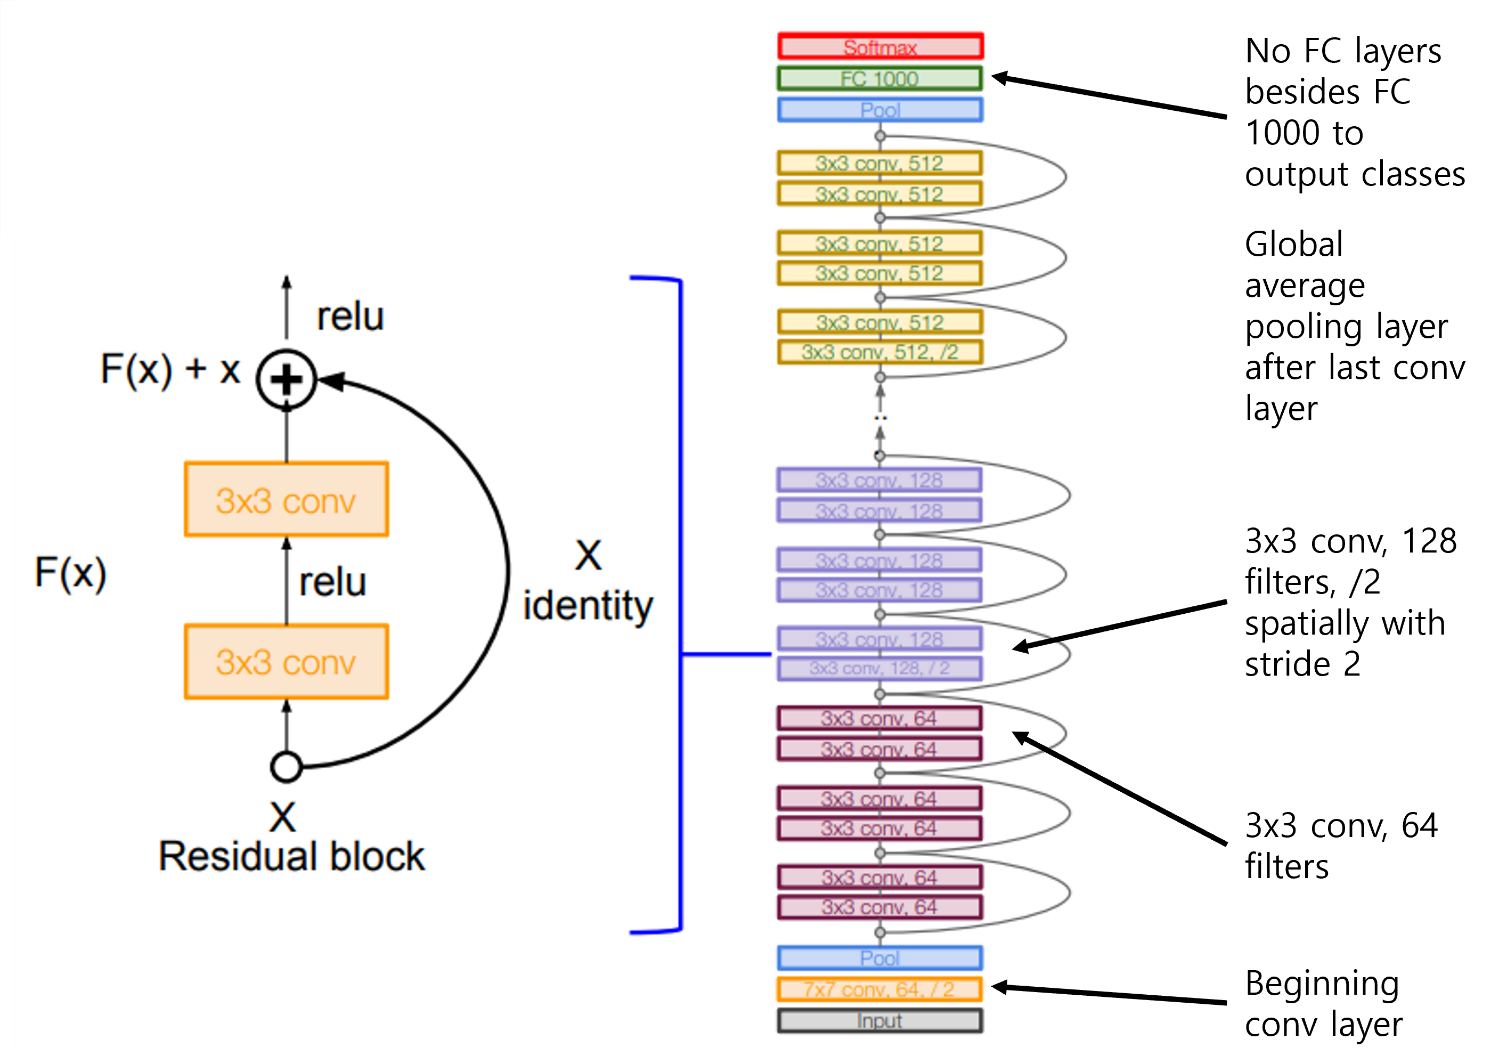 relu
F(x) + x
3x3 conv
F(x)
relu
X
identity
3x3 conv
X
Residual block
Softmax
FC 1000
Pool
3x3 conv, 512
3x3 conv, 512
3x3 conv, 512
3x3 conv, 512
3x3 conv, 512
3x3 conv, 512, /2
..
3x3 conv, 128
3x3 conv, 128
3x3 conv, 128
3x3 conv, 128
3x3 conv, 128
3x3 conv, 128, / 2
3x3 conv, 64
3x3 conv, 64
3x3 conv, 64
3x3 conv, 64
3x3 conv, 64
3x3 conv, 64
Pool
7x7 conv, 64, / 2
Input
No FC layers
besides FC
1000 to
output classes
Global
average
pooling layer
after last conv
layer
3x3 conv, 128
filters, /2
spatially with
stride 2
3x3 conv, 64
filters
Beginning
conv layer